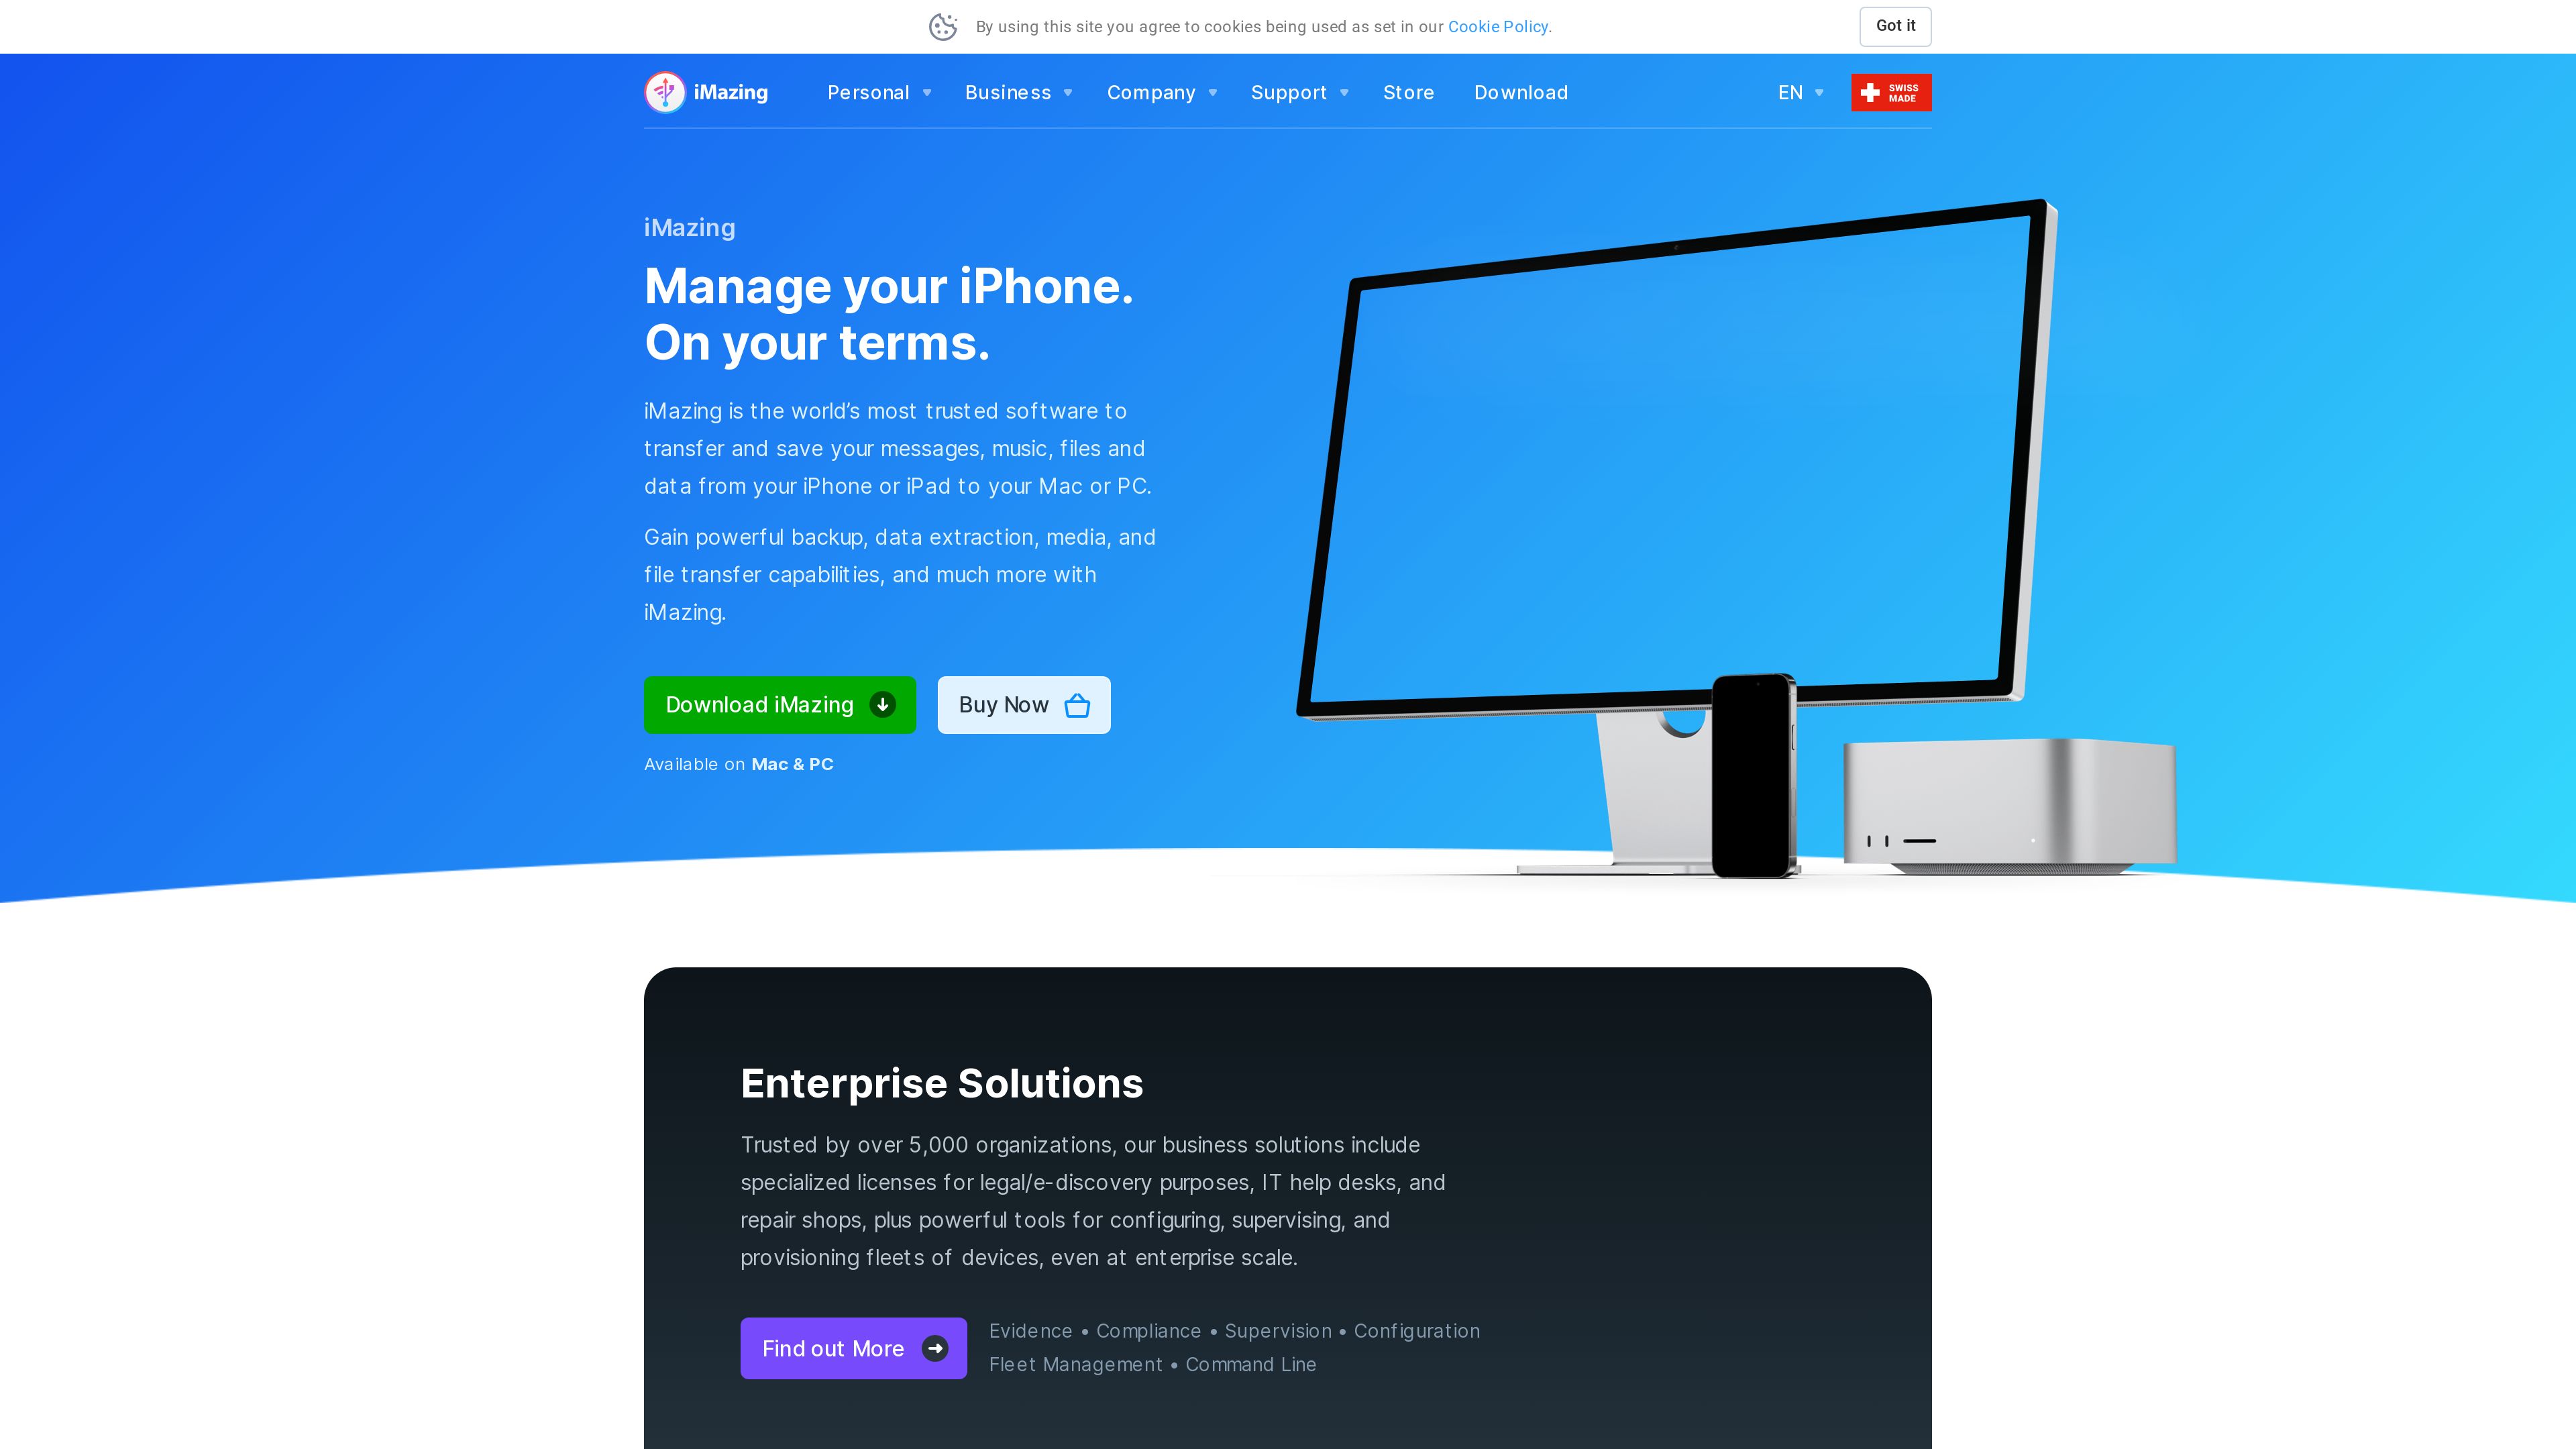 By using this site you agree to cookies being used as set in our Cookie Policy.
Got it
iMazing
Personal
Business
Company
Support
Store
Download
EN
SWISS
MADE
iMazing
Manage your iPhone.
On your terms.
iMazing is the world’s most trusted software to
transfer and save your messages, music, files and
data from your iPhone or iPad to your Mac or PC.
Gain powerful backup, data extraction, media, and
file transfer capabilities, and much more with
iMazing.
Download iMazing
Buy Now
Available on Mac & PC
Enterprise Solutions
Trusted by over 5,000 organizations, our business solutions include
specialized licenses for legal/e-discovery purposes, IT help desks, and
repair shops, plus powerful tools for configuring, supervising, and
provisioning fleets of devices, even at enterprise scale.
Find out More
Evidence • Compliance • Supervision • Configuration
Fleet Management • Command Line